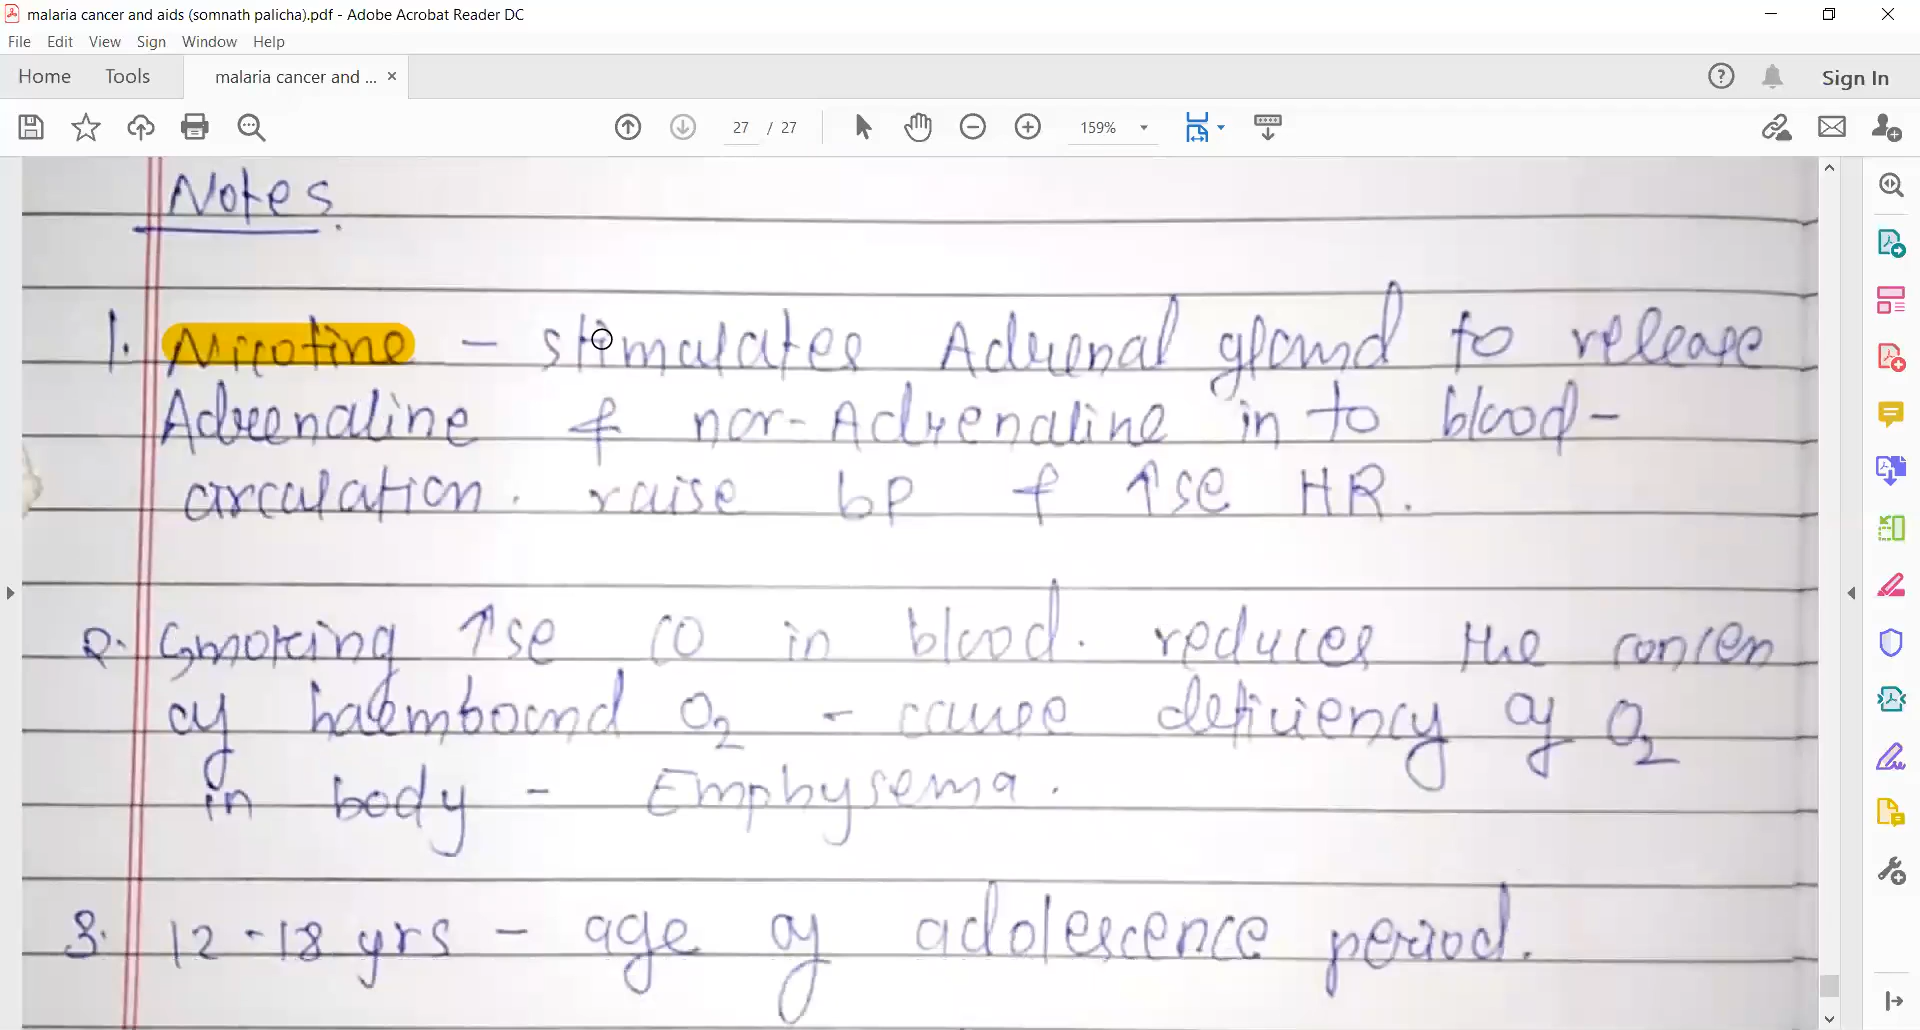 malaria cancer and aids (somnath palicha).pdf - Adobe Acrobat Reader DC
File Edit View Sign Window Help
Home Tools malaria cancer and ... × Sign In
27 / 27 159%
Notes.
1. Nicotine - stimulates Adrenal gland to release
Adrenaline & nor-Adrenaline in to blood-
circulation. raise bp & ↑se HR.
2. Smoking ↑se CO in blood. reduces the concen
of haembound O2 - cause deficiency of O2
in body - Emphysema.
3. 12-18 yrs - age of adolescence period.